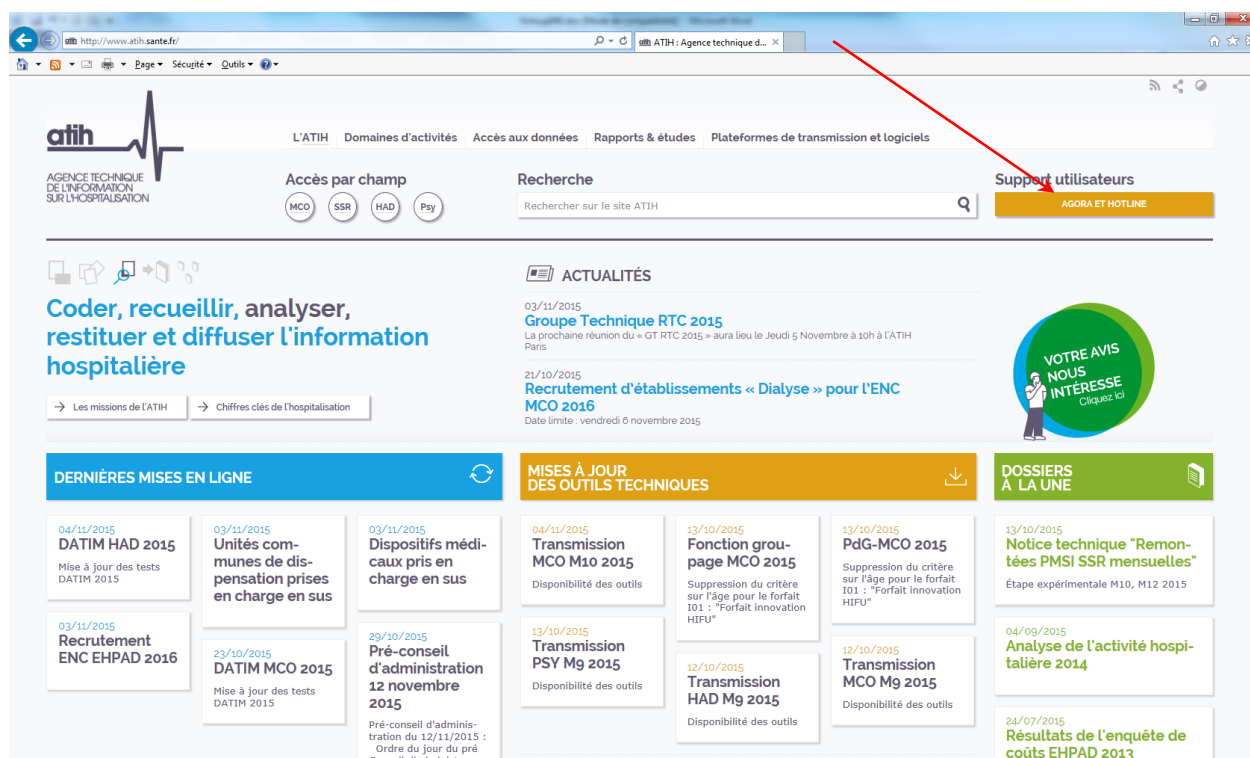 http://www.atih.sante.fr/
ATIH : Agence technique d...
Page Sécurité Outils
atih
AGENCE TECHNIQUE
DE L'INFORMATION
SUR L'HOSPITALISATION
L'ATIH Domaines d'activités Accès aux données Rapports & études Plateformes de transmission et logiciels
Accès par champ
MCO SSR HAD Psy
Recherche
Rechercher sur le site ATIH
Support utilisateurs
AGORA ET HOTLINE
Coder, recueillir, analyser,
restituer et diffuser l'information
hospitalière
Les missions de l'ATIH
Chiffres clés de l'hospitalisation
ACTUALITÉS
03/11/2015
Groupe Technique RTC 2015
La prochaine réunion du « GT RTC 2015 » aura lieu le Jeudi 5 Novembre à 10h à l'ATIH
Paris
21/10/2015
Recrutement d'établissements « Dialyse » pour l'ENC
MCO 2016
Date limite : vendredi 6 novembre 2015
VOTRE AVIS
NOUS
INTÉRESSE
Cliquez ici
DERNIÈRES MISES EN LIGNE
04/11/2015
DATIM HAD 2015
Mise à jour des tests
DATIM 2015
03/11/2015
Recrutement
ENC EHPAD 2016
03/11/2015
Unités com-
munes de dis-
pensation prises
en charge en sus
23/10/2015
DATIM MCO 2015
Mise à jour des tests
DATIM 2015
03/11/2015
Dispositifs médi-
caux pris en
charge en sus
29/10/2015
Pré-conseil
d'administration
12 novembre
2015
Pré-conseil d'adminis-
tration du 12/11/2015 :
Ordre du jour du pré
MISES À JOUR
DES OUTILS TECHNIQUES
04/11/2015
Transmission
MCO M10 2015
Disponibilité des outils
13/10/2015
Transmission
PSY M9 2015
Disponibilité des outils
13/10/2015
Fonction grou-
page MCO 2015
Suppression du critère
sur l'âge pour le forfait
I01 : "Forfait innovation
HIFU"
12/10/2015
Transmission
HAD M9 2015
Disponibilité des outils
13/10/2015
PdG-MCO 2015
Suppression du critère
sur l'âge pour le forfait
I01 : "Forfait innovation
HIFU"
12/10/2015
Transmission
MCO M9 2015
Disponibilité des outils
DOSSIERS
À LA UNE
13/10/2015
Notice technique "Remon-
tées PMSI SSR mensuelles"
Étape expérimentale M10, M12 2015
04/09/2015
Analyse de l'activité hospi-
talière 2014
24/07/2015
Résultats de l'enquête de
coûts EHPAD 2013